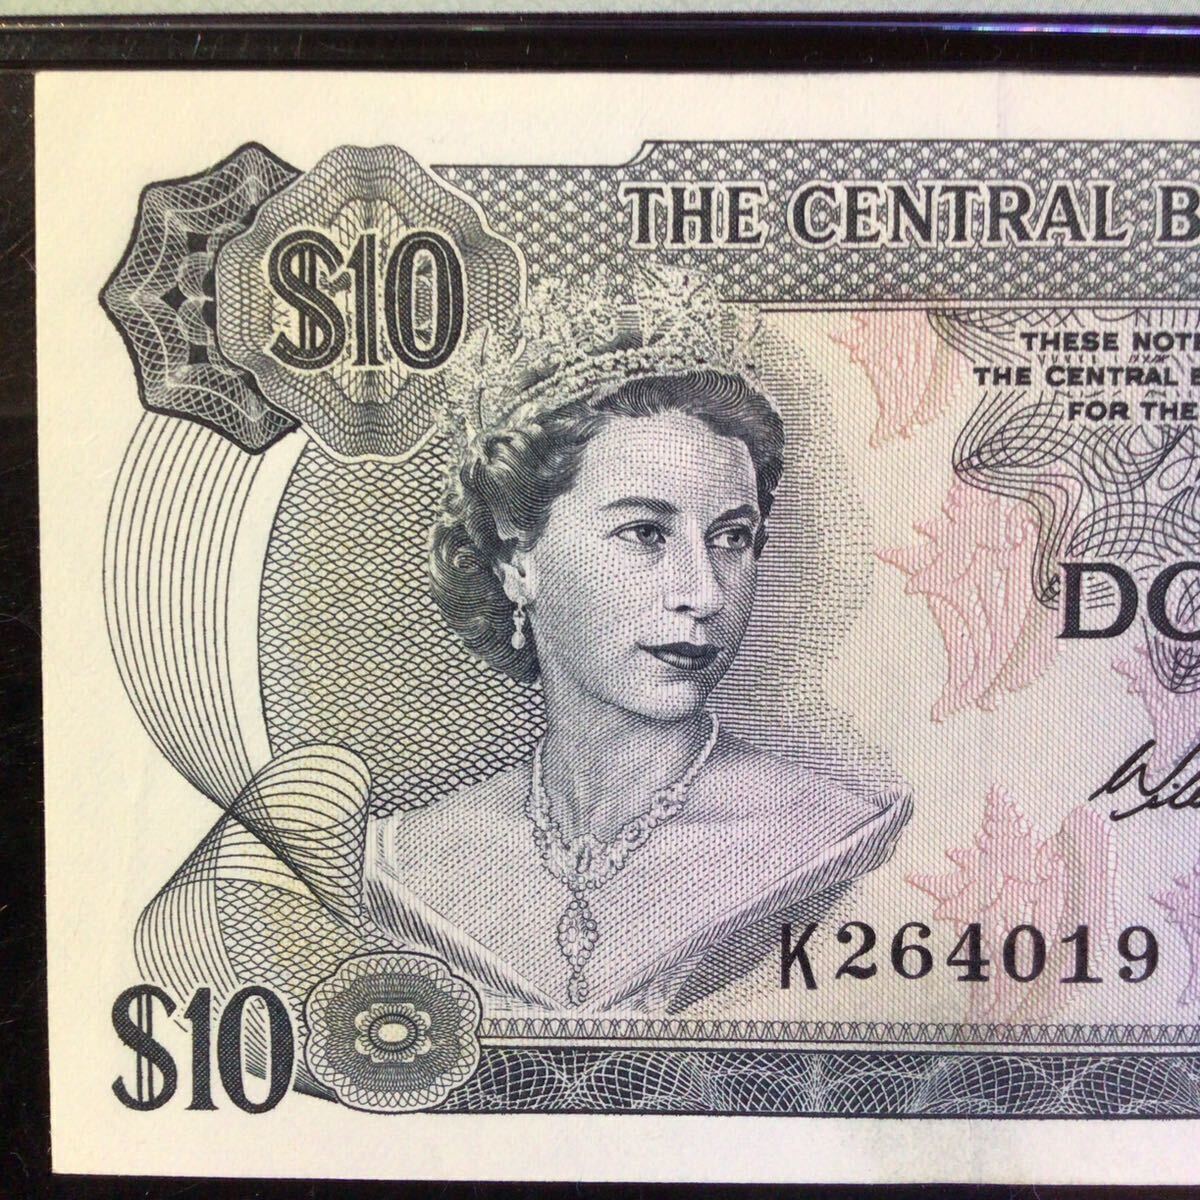 $10
THE CENTRAL B
THESE NOTE
THE CENTRAL B
FOR THE
DO
K264019
$10